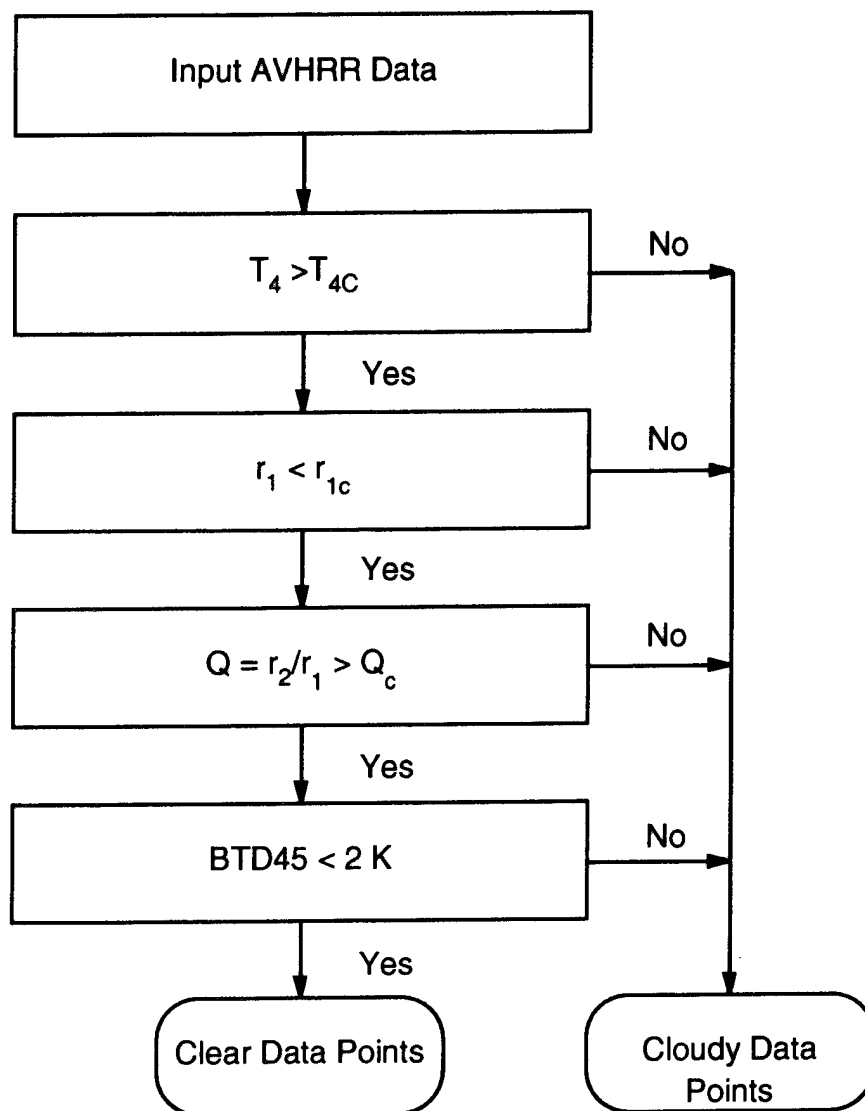 Input AVHRR Data
T₄ >T₄C
No
Yes
r₁ < r₁c
No
Yes
Q = r₂/r₁ > Qc
No
Yes
BTD45 < 2 K
No
Yes
Clear Data Points
Cloudy Data
Points